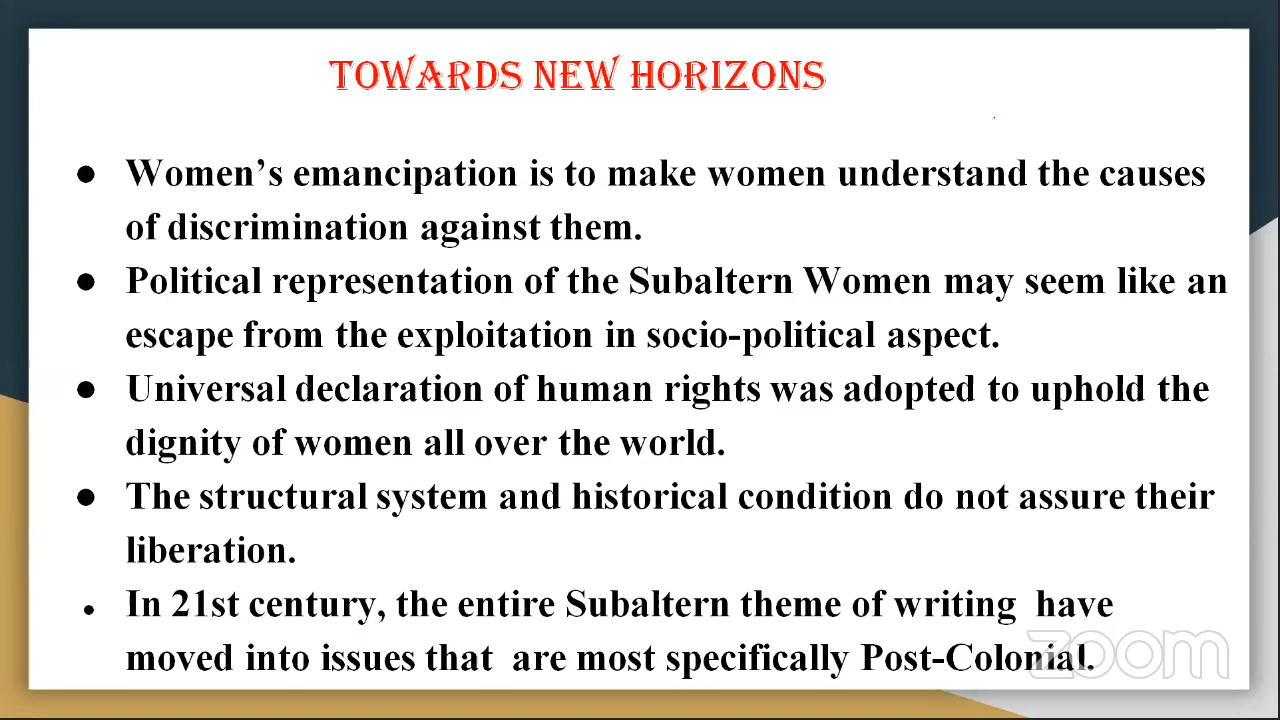 TOWARDS NEW HORIZONS
● Women's emancipation is to make women understand the causes
of discrimination against them.
● Political representation of the Subaltern Women may seem like an
escape from the exploitation in socio-political aspect.
● Universal declaration of human rights was adopted to uphold the
dignity of women all over the world.
● The structural system and historical condition do not assure their
liberation.
● In 21st century, the entire Subaltern theme of writing have
moved into issues that are most specifically Post-Colonial.
zoom